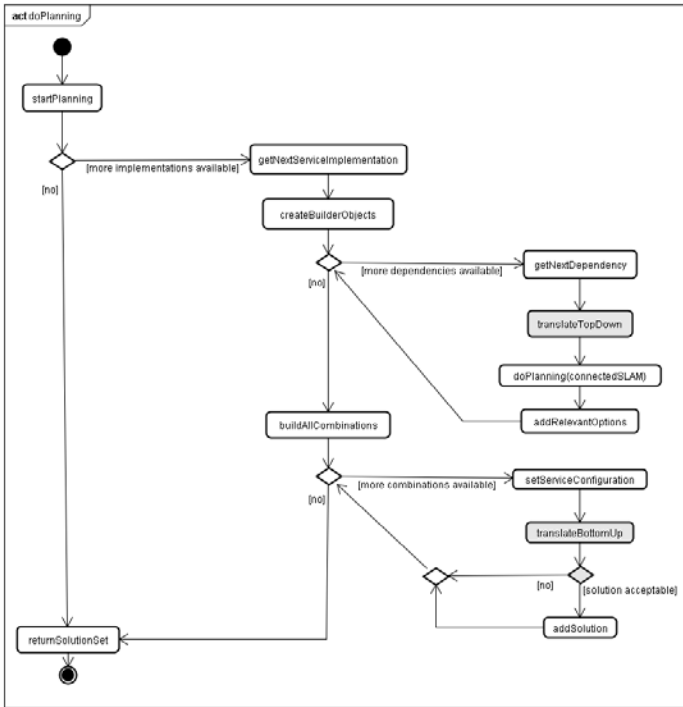 act doPlanning
startPlanning
getNextServiceImplementation
[more implementations available]
[no]
createBuilderObjects
getNextDependency
[more dependencies available]
[no]
translateTopDown
doPlanning(connectedSLAM)
addRelevantOptions
buildAllCombinations
setServiceConfiguration
[more combinations available]
[no]
translateBottomUp
[no]
[solution acceptable]
addSolution
returnSolutionSet